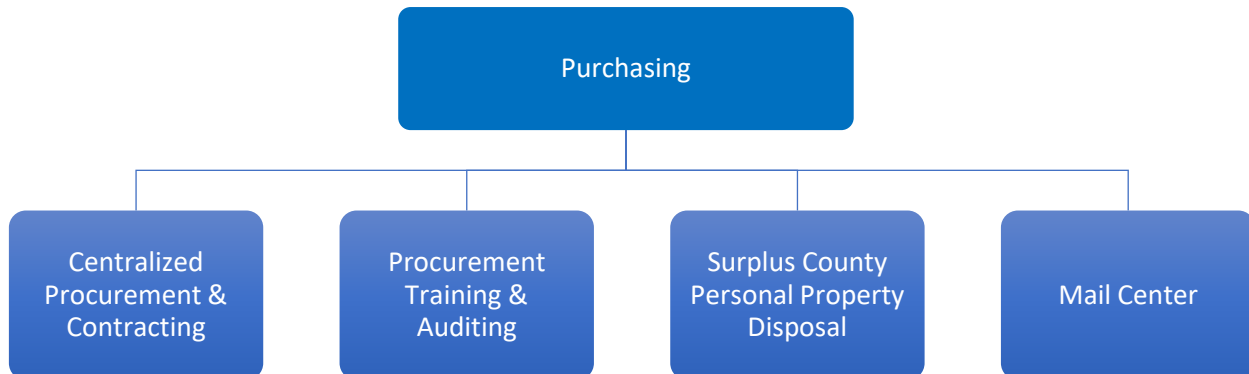 Purchasing
Centralized
Procurement &
Contracting
Procurement
Training &
Auditing
Surplus County
Personal Property
Disposal
Mail Center